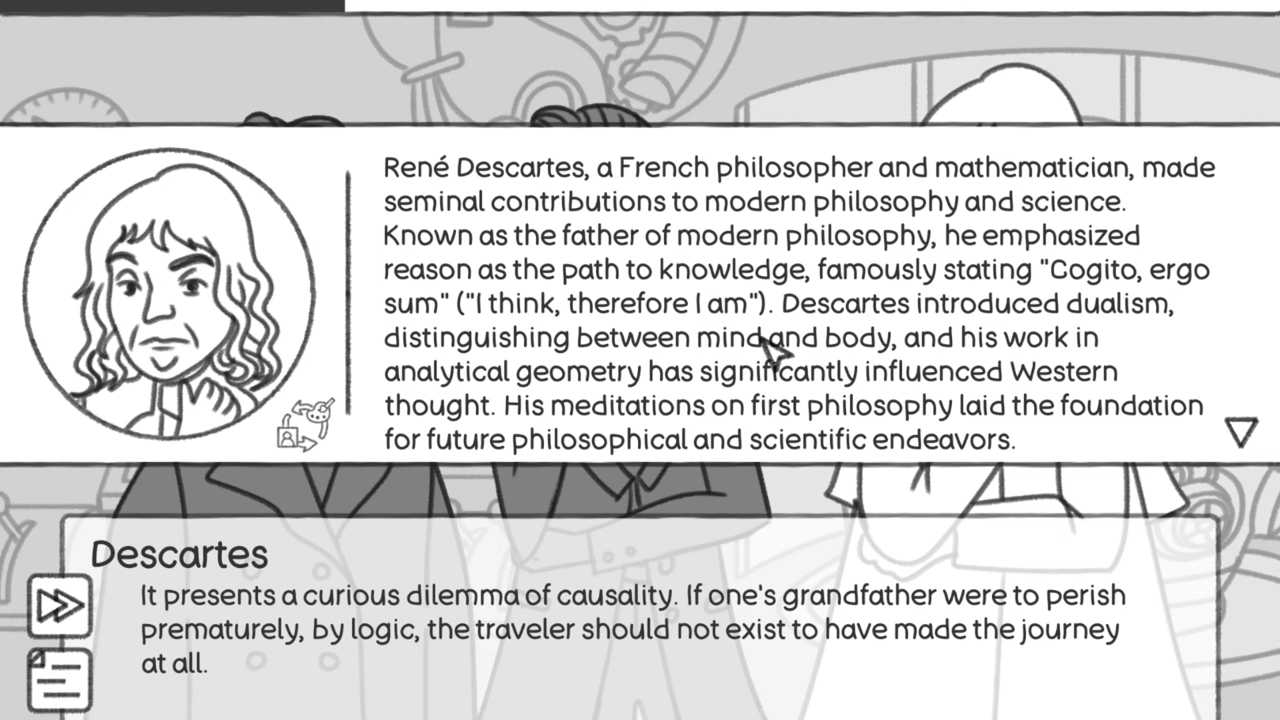 René Descartes, a French philosopher and mathematician, made
seminal contributions to modern philosophy and science.
Known as the father of modern philosophy, he emphasized
reason as the path to knowledge, famously stating "Cogito, ergo
sum" ("I think, therefore I am"). Descartes introduced dualism,
distinguishing between mind and body, and his work in
analytical geometry has significantly influenced Western
thought. His meditations on first philosophy laid the foundation
for future philosophical and scientific endeavors.
Descartes
It presents a curious dilemma of causality. If one's grandfather were to perish
prematurely, by logic, the traveler should not exist to have made the journey
at all.